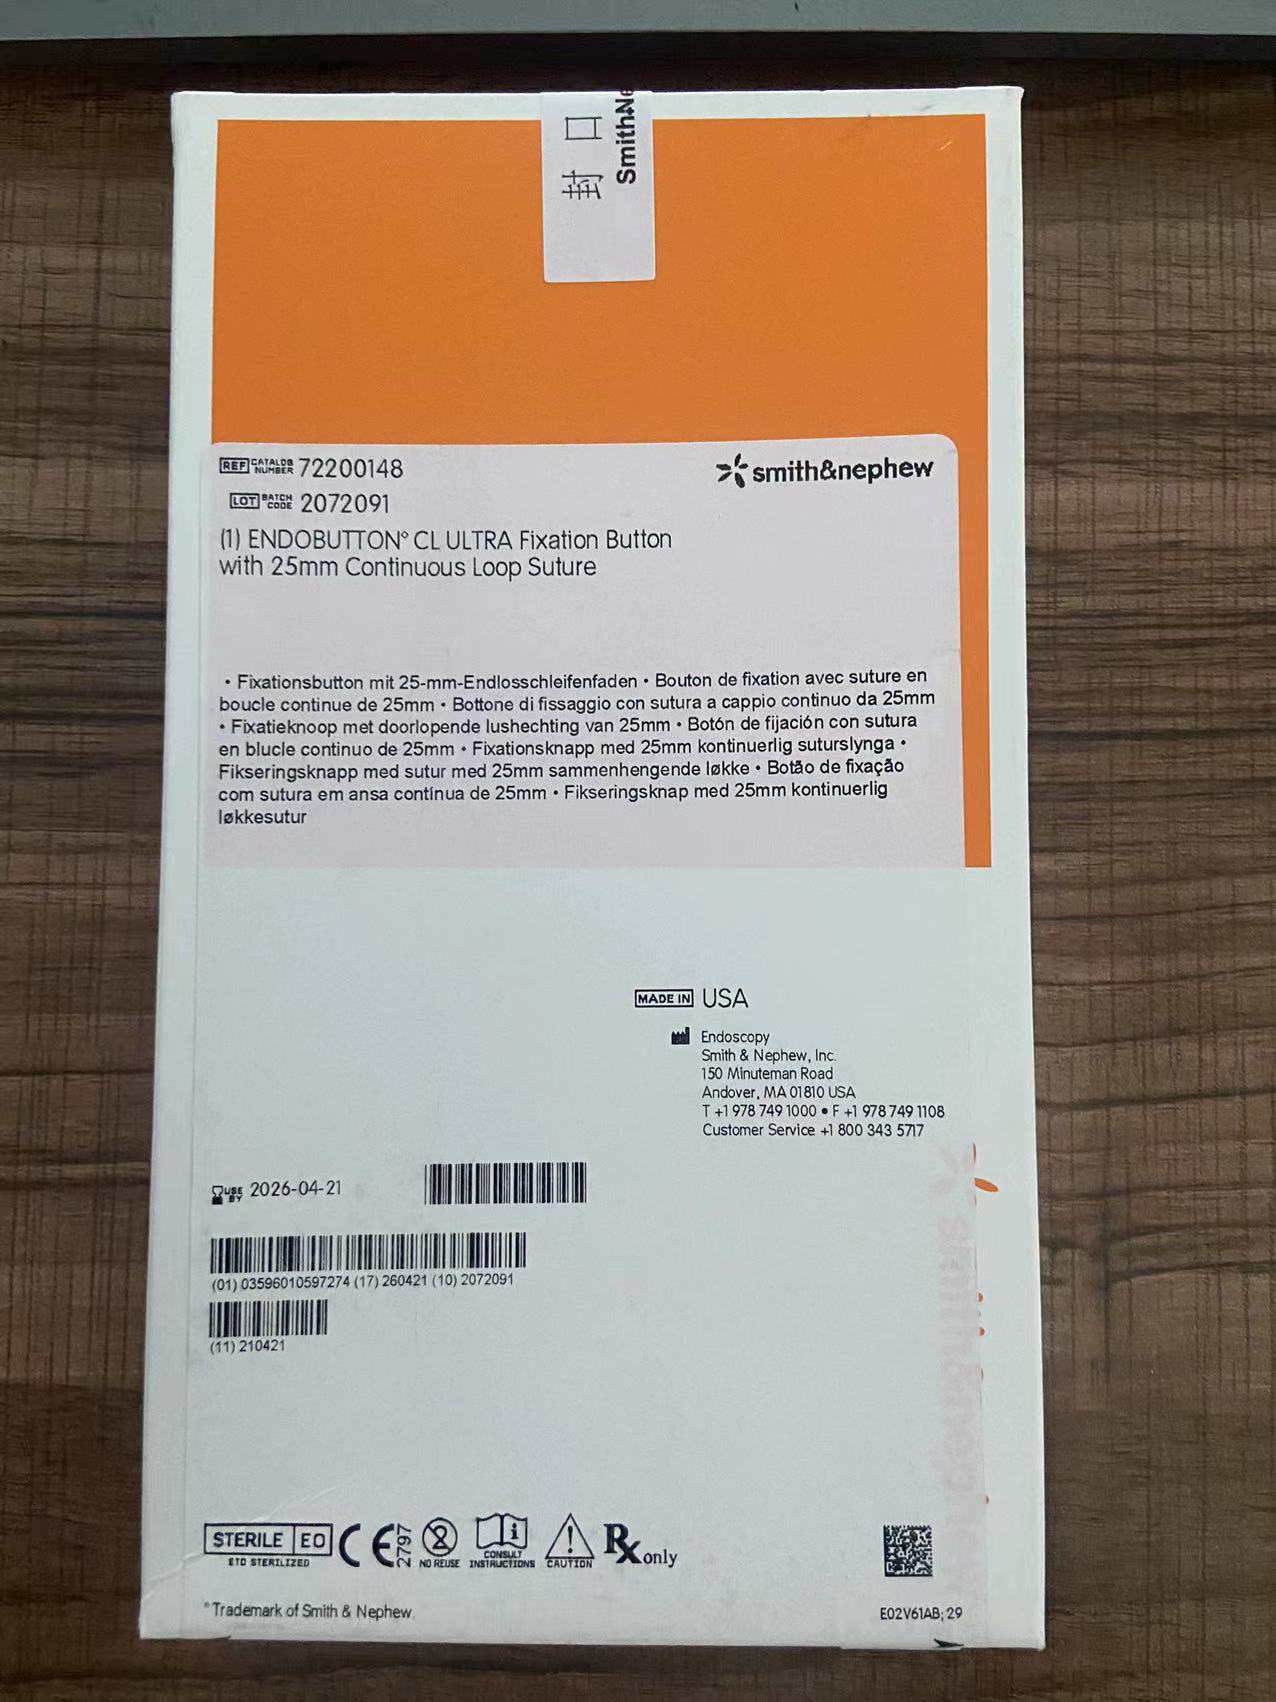 封口
Smith&Ne
REF CATALOG NUMBER 72200148
smith&nephew
LOT BATCH CODE 2072091
(1) ENDOBUTTON° CL ULTRA Fixation Button
with 25mm Continuous Loop Suture
• Fixationsbutton mit 25-mm-Endlosschleifenfaden • Bouton de fixation avec suture en
boucle continue de 25mm • Bottone di fissaggio con sutura a cappio continuo da 25mm
• Fixatieknoop met doorlopende lushechting van 25mm • Botón de fijación con sutura
en blucle continuo de 25mm • Fixationsknapp med 25mm kontinuerlig suturslynga •
Fikseringsknapp med sutur med 25mm sammenhengende løkke • Botão de fixação
com sutura em ansa contínua de 25mm • Fikseringsknap med 25mm kontinuerlig
løkkesutur
MADE IN USA
Endoscopy
Smith & Nephew, Inc.
150 Minuteman Road
Andover, MA 01810 USA
T +1 978 749 1000 • F +1 978 749 1108
Customer Service +1 800 343 5717
USE BY 2026-04-21
(01) 03596010597274 (17) 260421 (10) 2072091
(11) 210421
STERILE EO
ETO STERILIZED
CE 2797
2
NO REUSE
i
CONSULT INSTRUCTIONS
!
CAUTION
Rx only
°Trademark of Smith & Nephew.
E02V61AB; 29